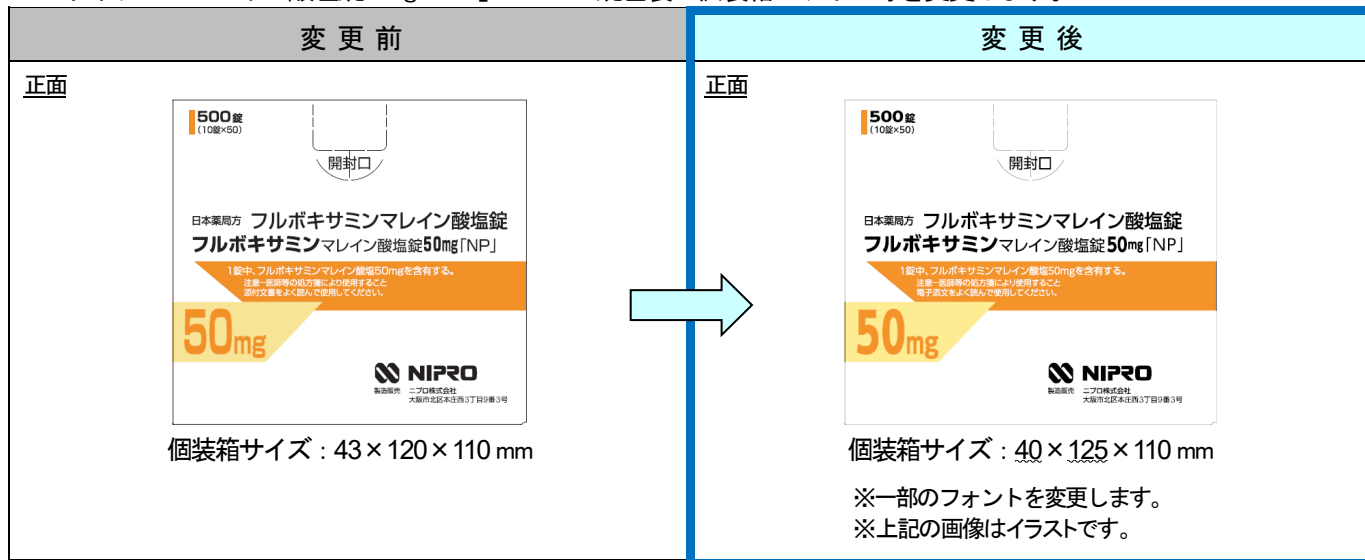 変更前
正面
500錠
(10錠×50)
開封口
日本薬局方 フルボキサミンマレイン酸塩錠
フルボキサミンマレイン酸塩錠50mg「NP」
1錠中、フルボキサミンマレイン酸塩50mgを含有する。
注意－医師等の処方箋により使用すること
添付文書をよく読んで使用してください。
50mg
NIPRO
製造販売 ニプロ株式会社
大阪市北区本庄西3丁目9番3号
個装箱サイズ：43×120×110 mm
変更後
正面
500錠
(10錠×50)
開封口
日本薬局方 フルボキサミンマレイン酸塩錠
フルボキサミンマレイン酸塩錠50mg「NP」
1錠中、フルボキサミンマレイン酸塩50mgを含有する。
注意－医師等の処方箋により使用すること
電子添文をよく読んで使用してください。
50mg
NIPRO
製造販売 ニプロ株式会社
大阪市北区本庄西3丁目9番3号
個装箱サイズ：40×125×110 mm
※一部のフォントを変更します。
※上記の画像はイラストです。